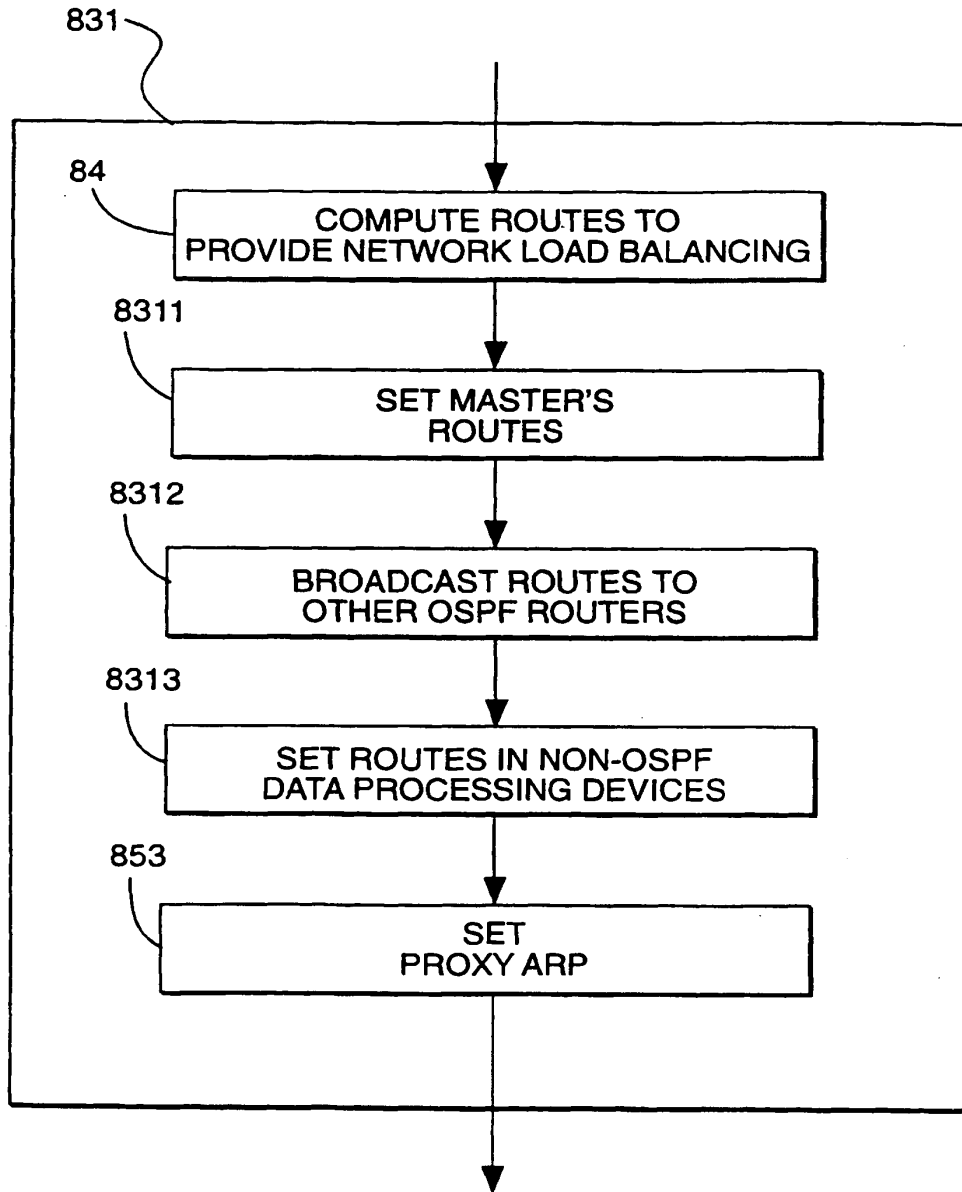 831
84
COMPUTE ROUTES TO
PROVIDE NETWORK LOAD BALANCING
8311
SET MASTER'S
ROUTES
8312
BROADCAST ROUTES TO
OTHER OSPF ROUTERS
8313
SET ROUTES IN NON-OSPF
DATA PROCESSING DEVICES
853
SET
PROXY ARP